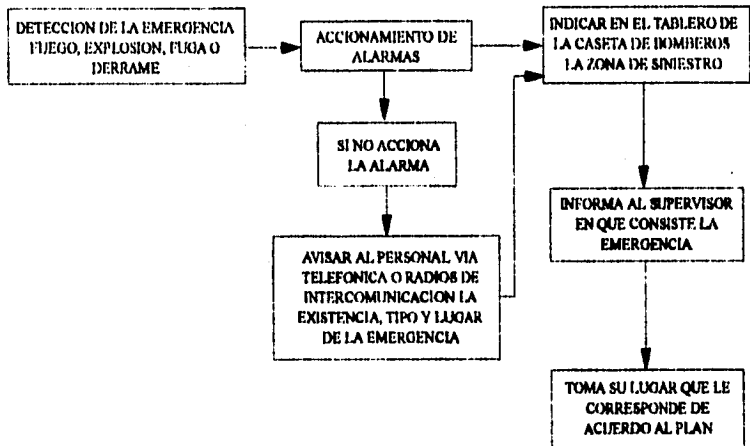 DETECCION DE LA EMERGENCIA
FUEGO, EXPLOSION, FUGA O
DERRAME
ACCIONAMIENTO DE
ALARMAS
INDICAR EN EL TABLERO DE
LA CASETA DE BOMBEROS
LA ZONA DE SINIESTRO
SI NO ACCIONA
LA ALARMA
AVISAR AL PERSONAL VIA
TELEFONICA O RADIOS DE
INTERCOMUNICACION LA
EXISTENCIA, TIPO Y LUGAR
DE LA EMERGENCIA
INFORMA AL SUPERVISOR
EN QUE CONSISTE LA
EMERGENCIA
TOMA SU LUGAR QUE LE
CORRESPONDE DE
ACUERDO AL PLAN